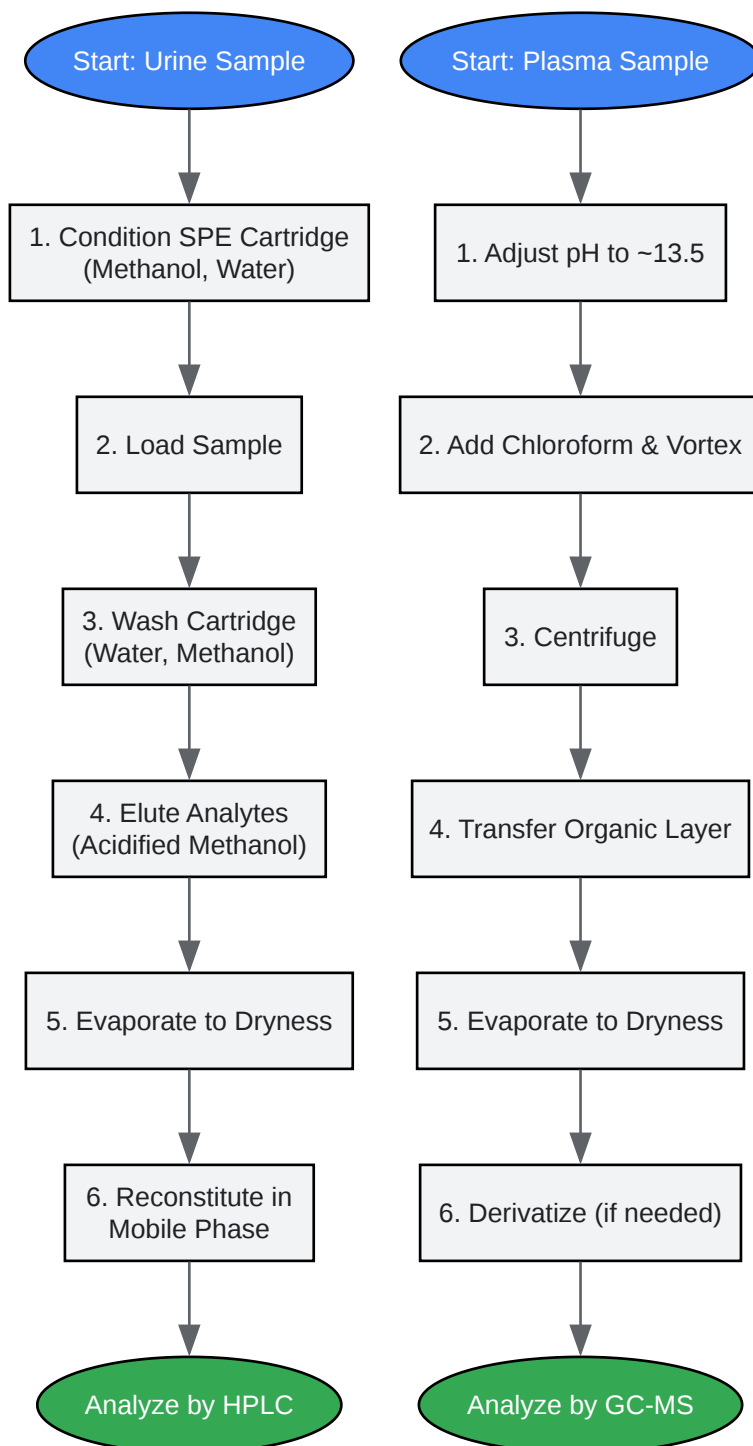 Start: Urine Sample
1. Condition SPE Cartridge
(Methanol, Water)
2. Load Sample
3. Wash Cartridge
(Water, Methanol)
4. Elute Analytes
(Acidified Methanol)
5. Evaporate to Dryness
6. Reconstitute in
Mobile Phase
Analyze by HPLC
Start: Plasma Sample
1. Adjust pH to ~13.5
2. Add Chloroform & Vortex
3. Centrifuge
4. Transfer Organic Layer
5. Evaporate to Dryness
6. Derivatize (if needed)
Analyze by GC-MS